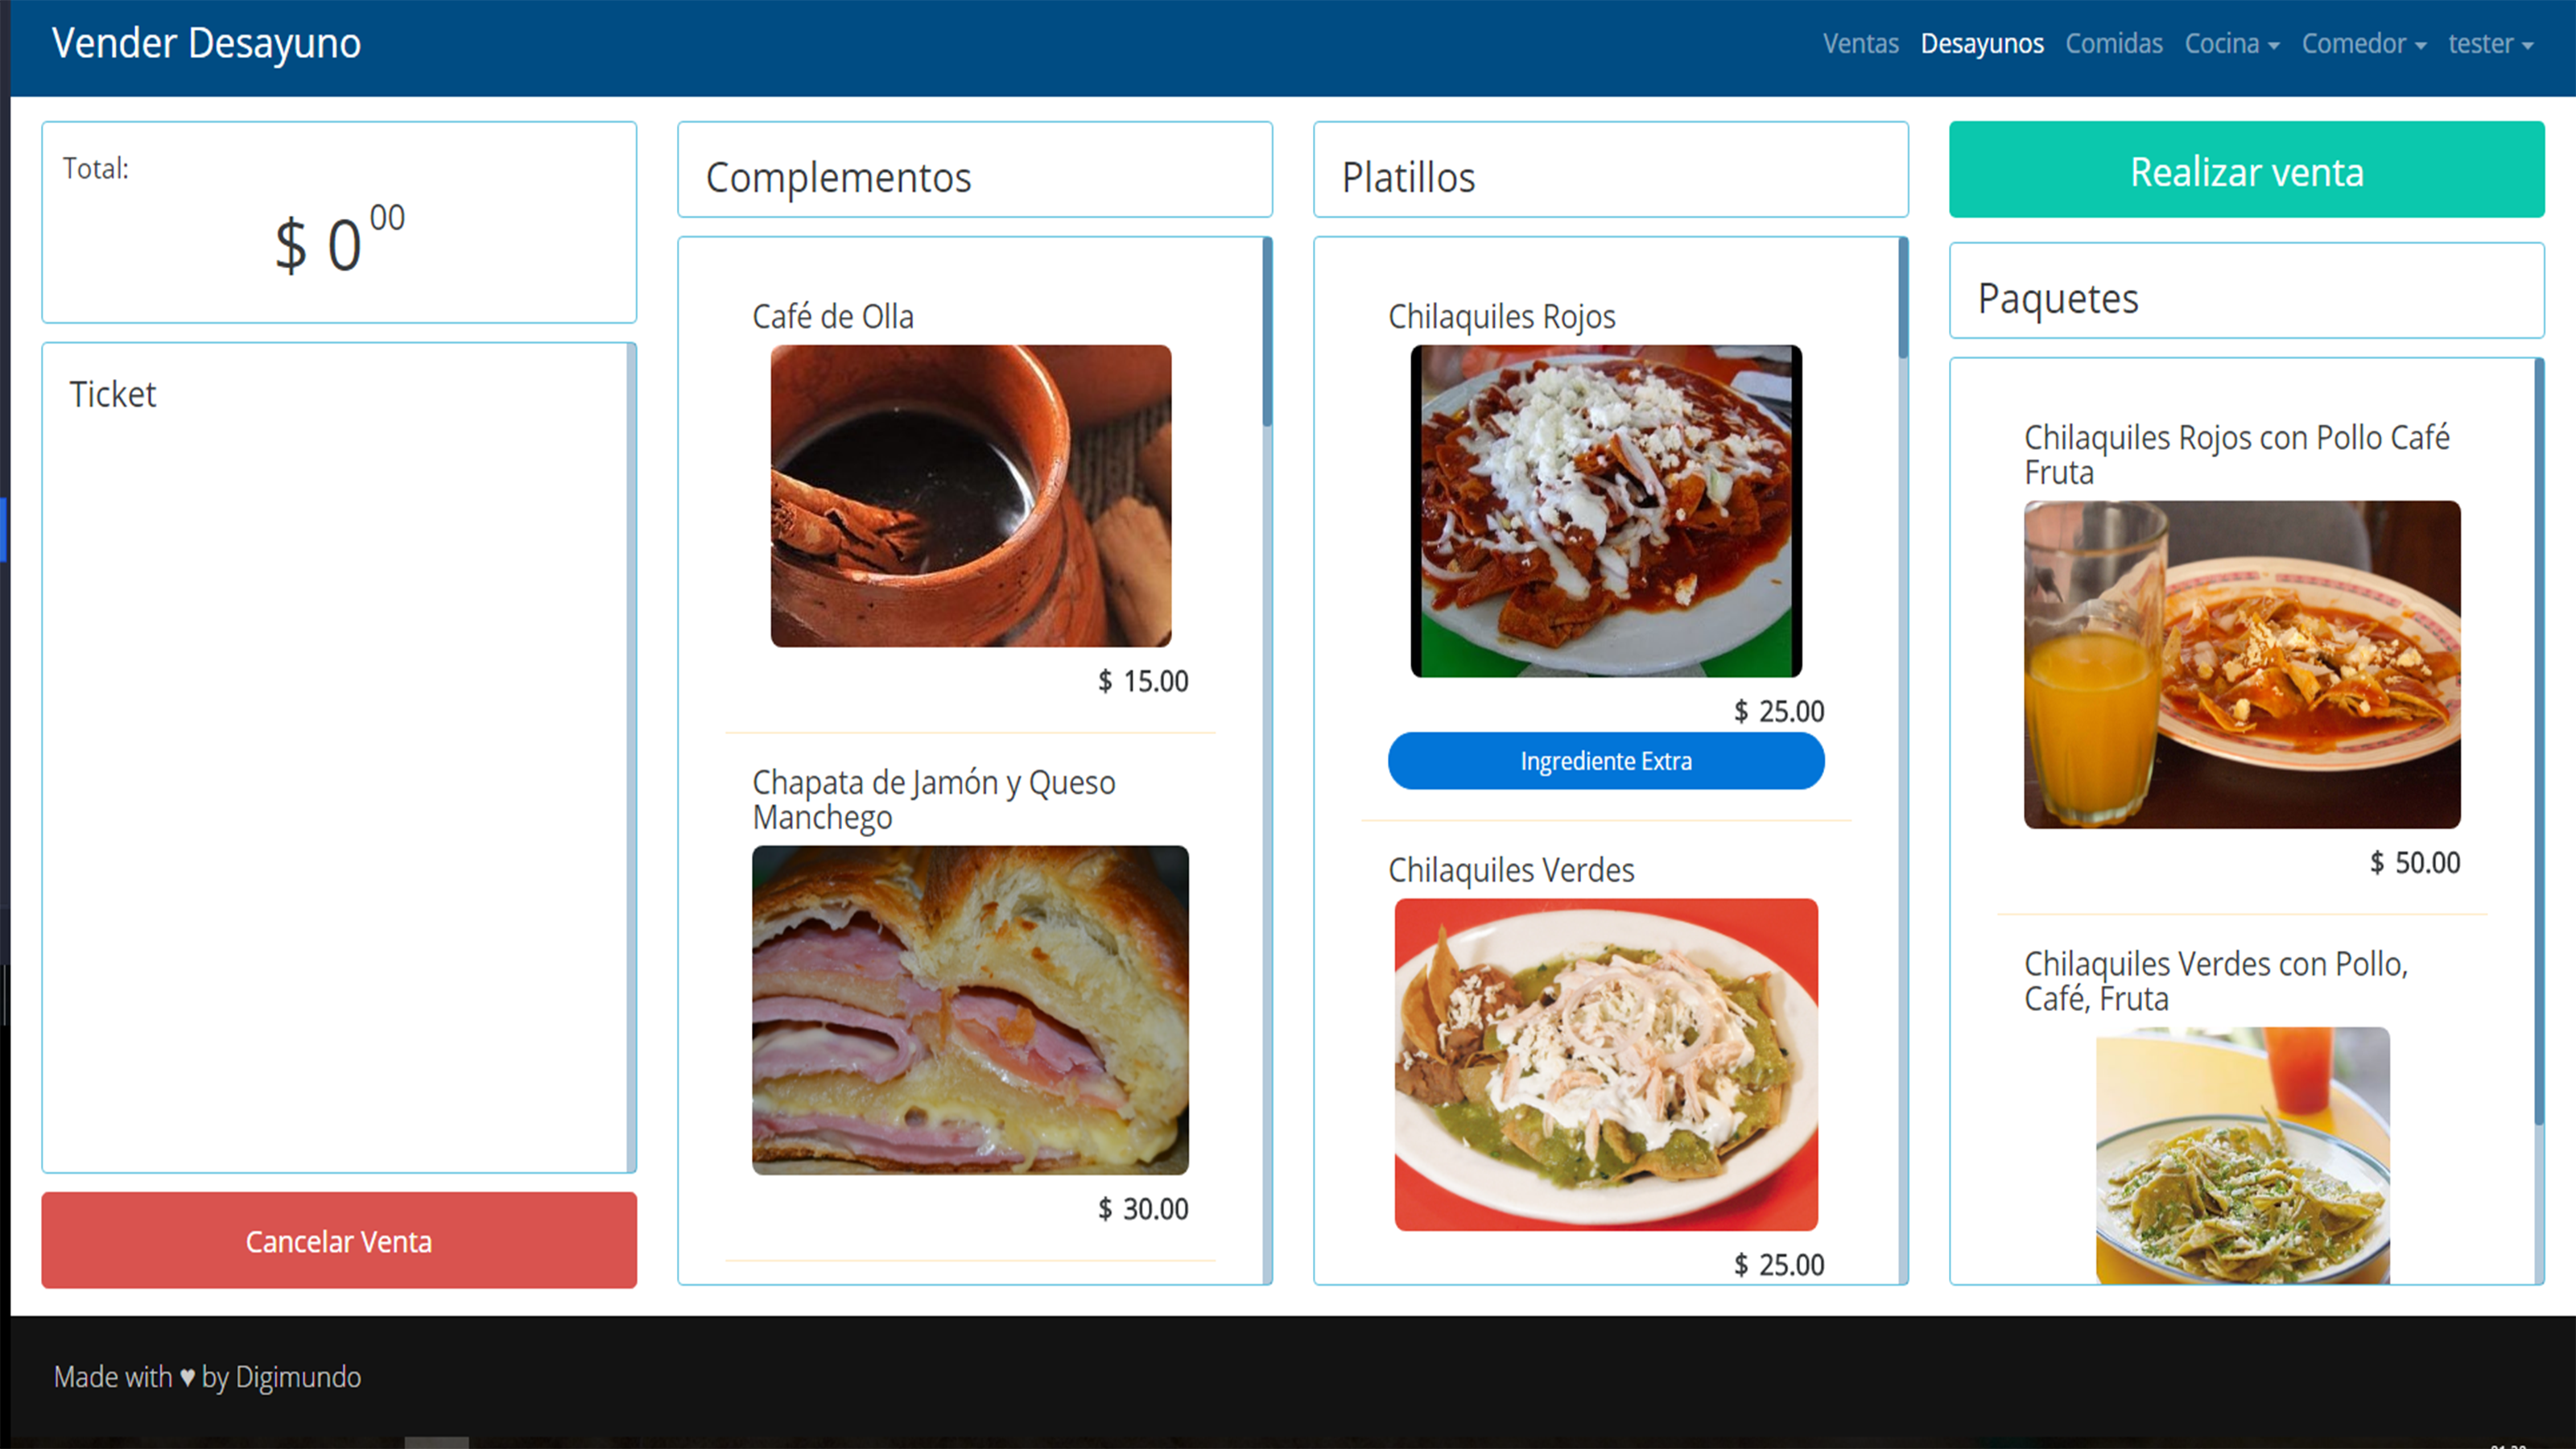 Vender Desayuno
Ventas Desayunos Comidas Cocina Comedor tester
Total:
$ 0 00
Ticket
Cancelar Venta
Complementos
Café de Olla
$ 15.00
Chapata de Jamón y Queso
Manchego
$ 30.00
Platillos
Chilaquiles Rojos
$ 25.00
Ingrediente Extra
Chilaquiles Verdes
$ 25.00
Realizar venta
Paquetes
Chilaquiles Rojos con Pollo Café
Fruta
$ 50.00
Chilaquiles Verdes con Pollo,
Café, Fruta
Made with ♥ by Digimundo